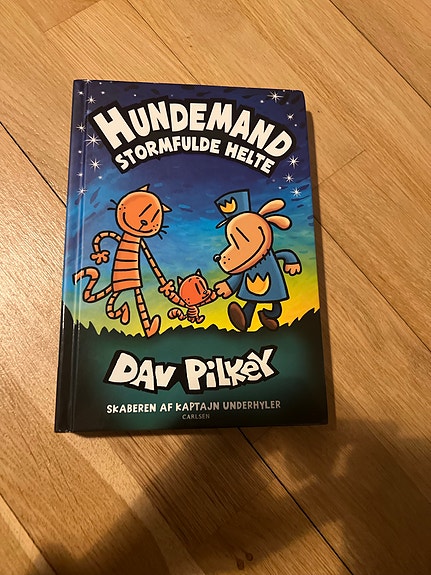 HUNDEMAND
STORMFULDE HELTE
DAV PILKEY
SKABEREN AF KAPTAJN UNDERHYLER
CARLSEN